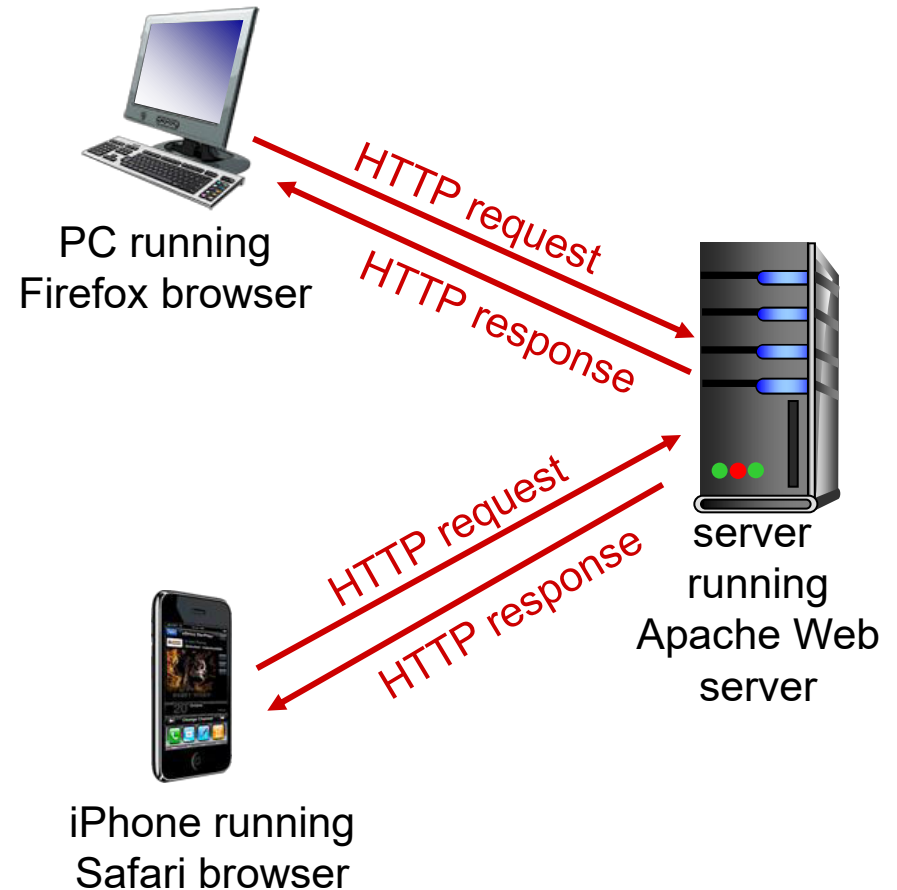 HTTP request
HTTP response
PC running
Firefox browser
HTTP request
HTTP response
server
running
Apache Web
server
iPhone running
Safari browser